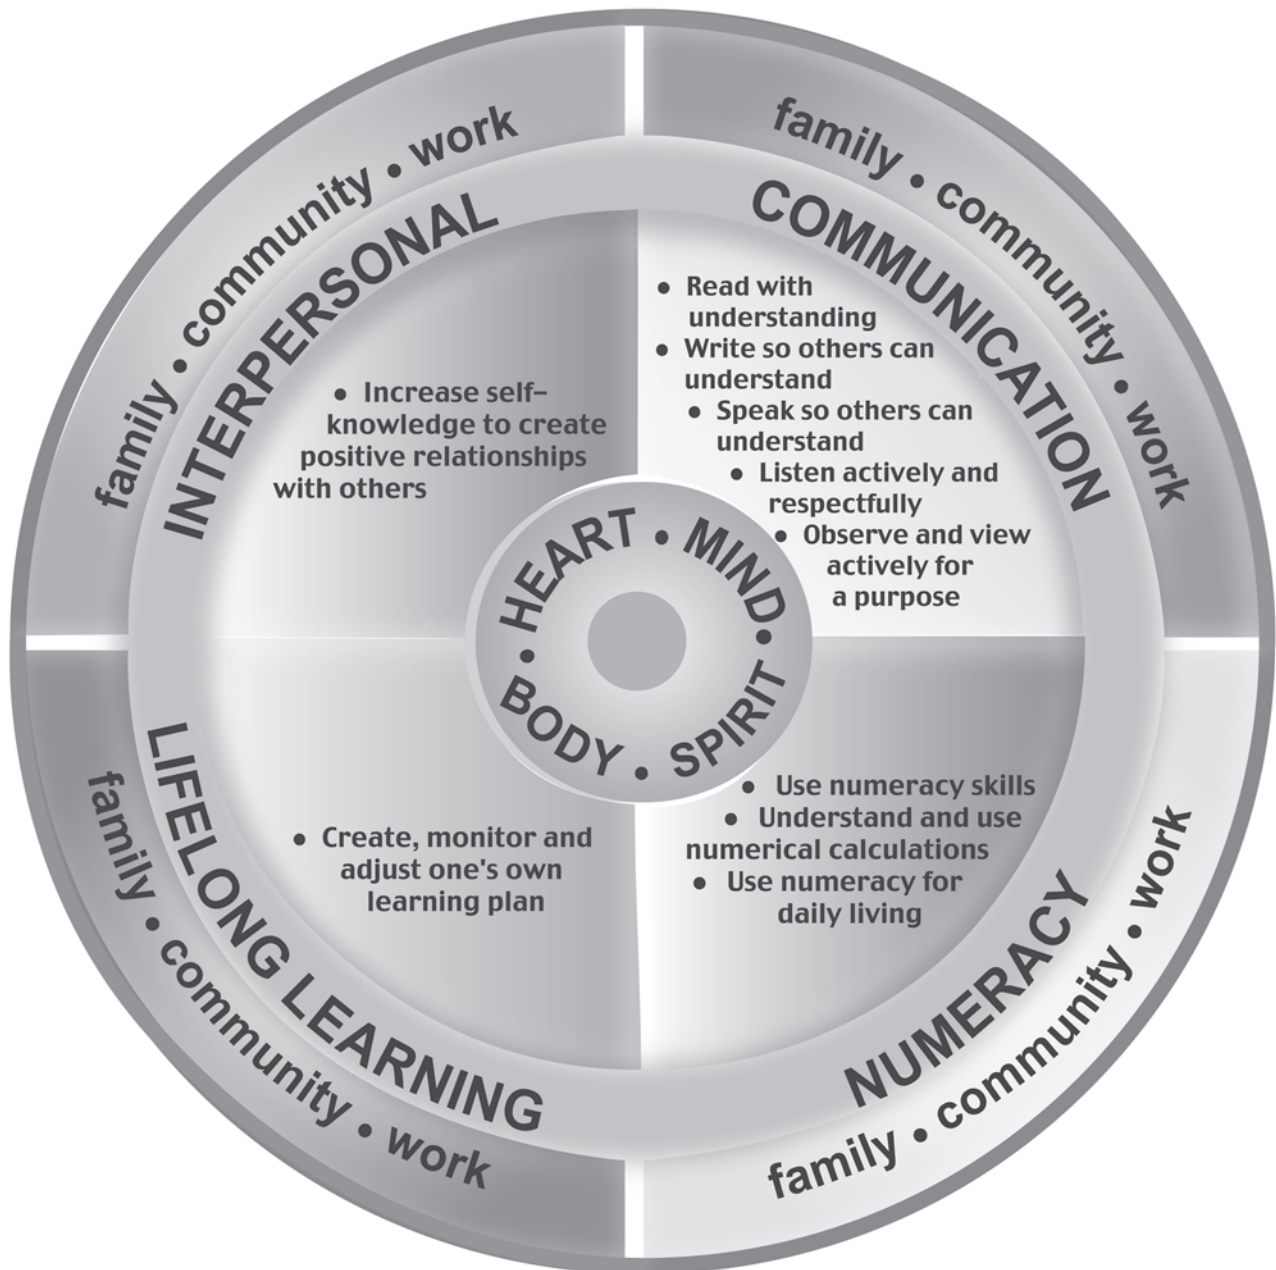 family • community • work
INTERPERSONAL
• Increase self–
knowledge to create
positive relationships
with others
family • community • work
COMMUNICATION
• Read with
understanding
• Write so others can
understand
• Speak so others can
understand
• Listen actively and
respectfully
• Observe and view
actively for
a purpose
HEART • MIND •
SPIRIT • BODY •
family • community • work
LIFELONG LEARNING
• Create, monitor and
adjust one's own
learning plan
• Use numeracy skills
• Understand and use
numerical calculations
• Use numeracy for
daily living
NUMERACY
family • community • work